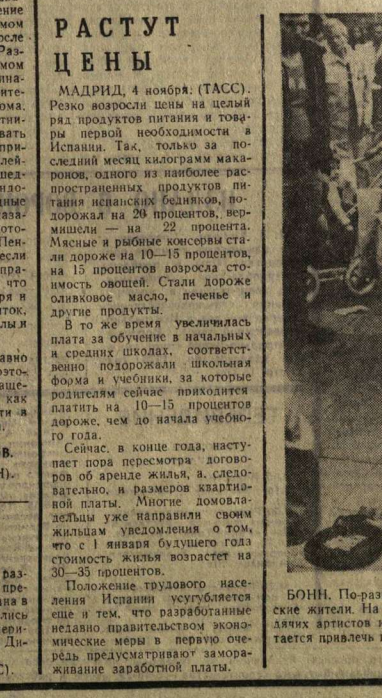 РАСТУТ
ЦЕНЫ
МАДРИД, 4 ноября. (ТАСС).
Резко возросли цены на целый
ряд продуктов питания и това-
ры первой необходимости в
Испании. Так, только за по-
следний месяц килограмм мака-
ронов, одного из наиболее рас-
пространенных продуктов пи-
тания испанских бедняков, по-
дорожал на 20 процентов, вер-
мишели — на 22 процента.
Мясные и рыбные консервы ста-
ли дороже на 10—15 процентов,
на 15 процентов возросла сто-
имость овощей. Стали дороже
оливковое масло, печенье и
другие продукты.
В то же время увеличилась
плата за обучение в начальных
и средних школах, соответст-
венно подорожали школьная
форма и учебники, за которые
родителям сейчас приходится
платить на 10—15 процентов
дороже, чем до начала учебно-
го года.
Сейчас, в конце года, насту-
пает пора пересмотра догово-
ров об аренде жилья, а, следо-
вательно, и размеров квартир-
ной платы. Многие домовла-
дельцы уже направили своим
жильцам уведомления о том,
что с 1 января будущего года
стоимость жилья возрастет на
30—35 процентов.
Положение трудового насе-
ления Испании усугубляется
еще и тем, что разработанные
недавно правительством эконо-
мические меры в первую оче-
редь предусматривают замора-
живание заработной платы.
БОНН. По-раз
ские жители. На
дячих артистов и
тается привлечь в